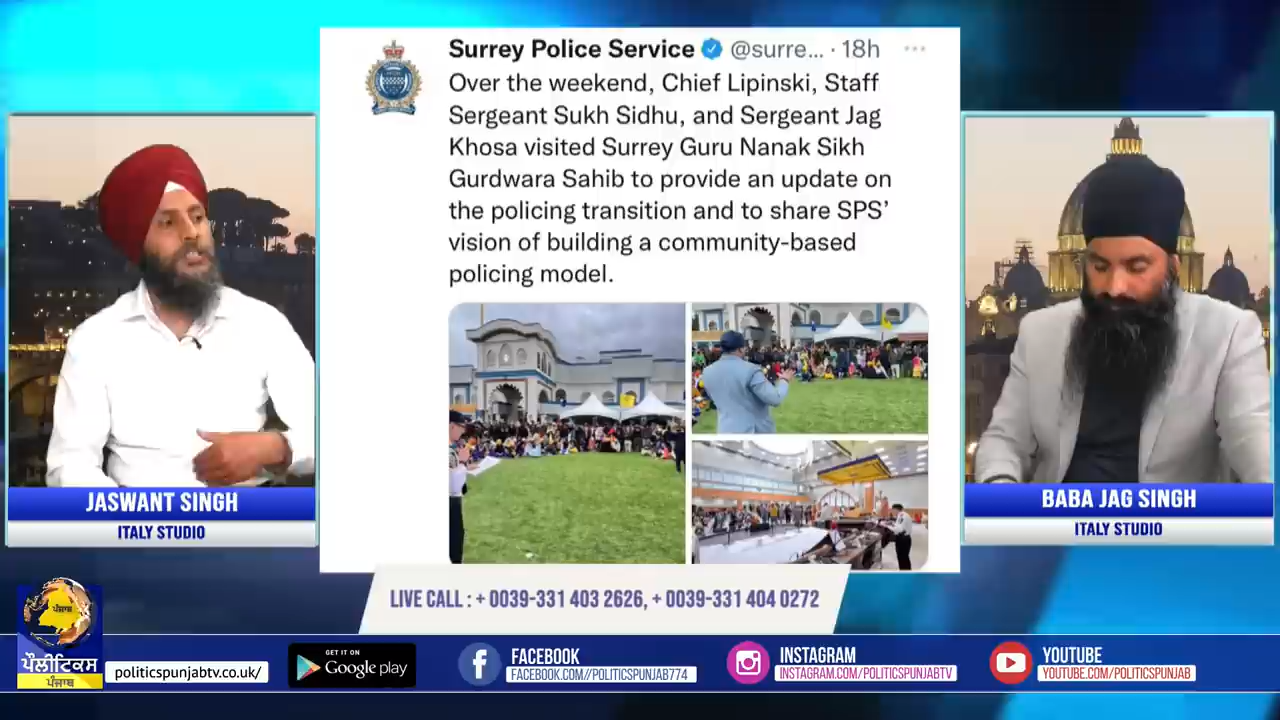 Surrey Police Service @surre... · 18h ...
Over the weekend, Chief Lipinski, Staff
Sergeant Sukh Sidhu, and Sergeant Jag
Khosa visited Surrey Guru Nanak Sikh
Gurdwara Sahib to provide an update on
the policing transition and to share SPS’
vision of building a community-based
policing model.
JASWANT SINGH
ITALY STUDIO
BABA JAG SINGH
ITALY STUDIO
LIVE CALL : + 0039-331 403 2626, + 0039-331 404 0272
ਪੰਜਾਬ
ਪੌਲੀਟਿਕਸ
ਪੰਜਾਬ
politicspunjabtv.co.uk/
GET IT ON
Google play
FACEBOOK
FACEBOOK.COM//POLITICSPUNJAB774
INSTAGRAM
INSTAGRAM.COM/POLITICSPUNJABTV
YOUTUBE
YOUTUBE.COM/POLITICSPUNJAB